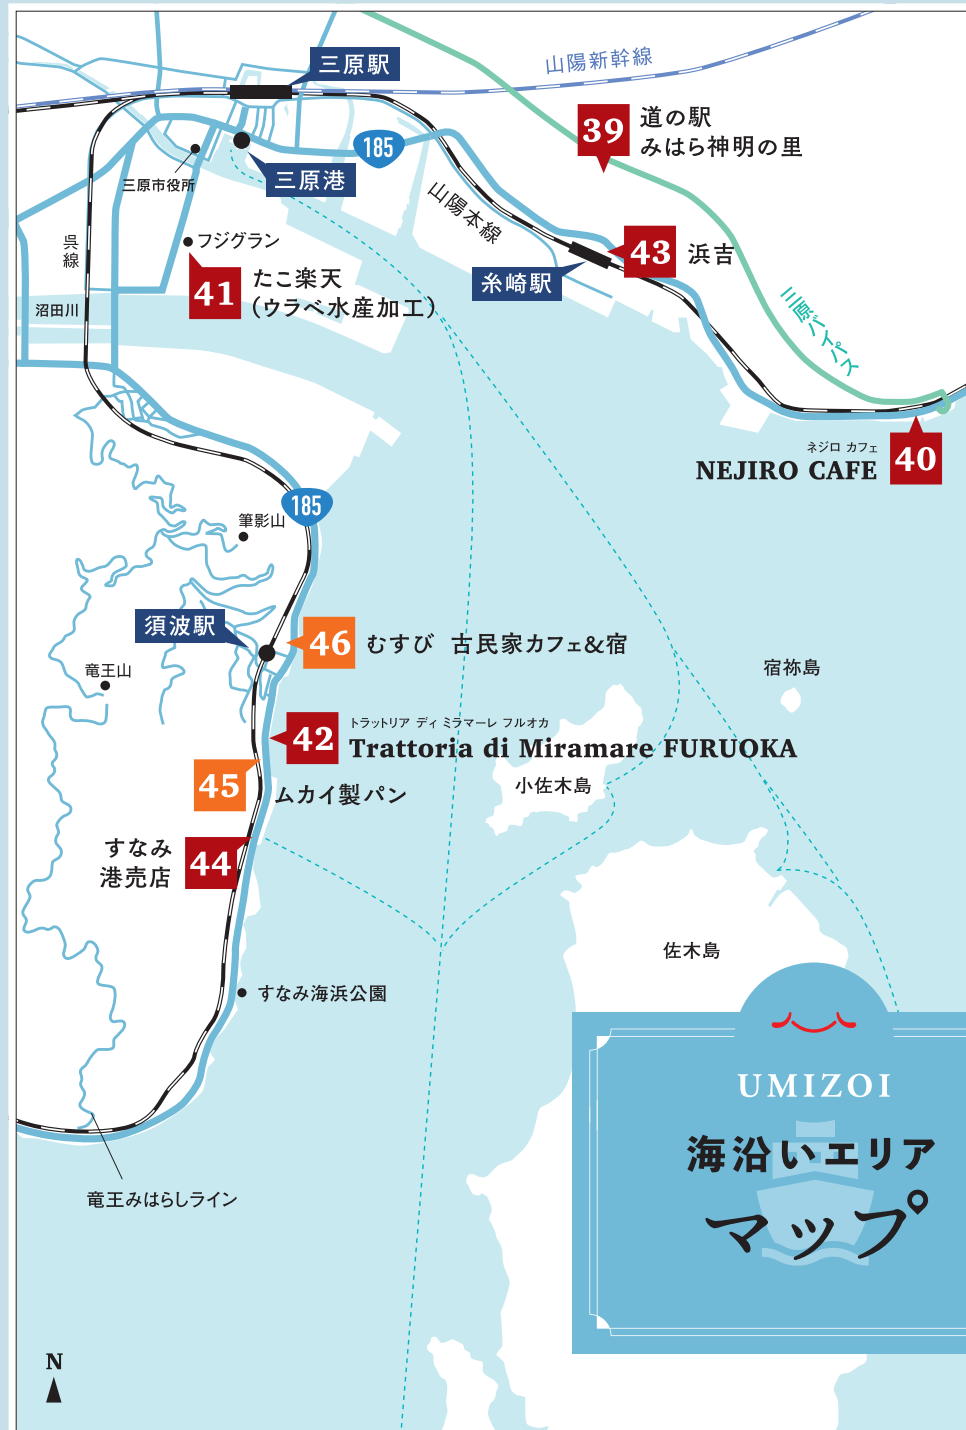 三原駅
山陽新幹線
39
道の駅
みはら神明の里
185
三原港
三原市役所
山陽本線
呉線
フジグラン
41
たこ楽天
(ウラベ水産加工)
糸崎駅
43
浜吉
沼田川
三原バイパス
ネジロ カフェ
NEJIRO CAFE
40
185
筆影山
須波駅
46
むすび 古民家カフェ&宿
竜王山
宿祢島
42
トラットリア ディ ミラマーレ フルオカ
Trattoria di Miramare FURUOKA
45
ムカイ製パン
小佐木島
すなみ
港売店
44
佐木島
すなみ海浜公園
UMIZOI
海沿いエリア
マップ
竜王みはらしライン
N